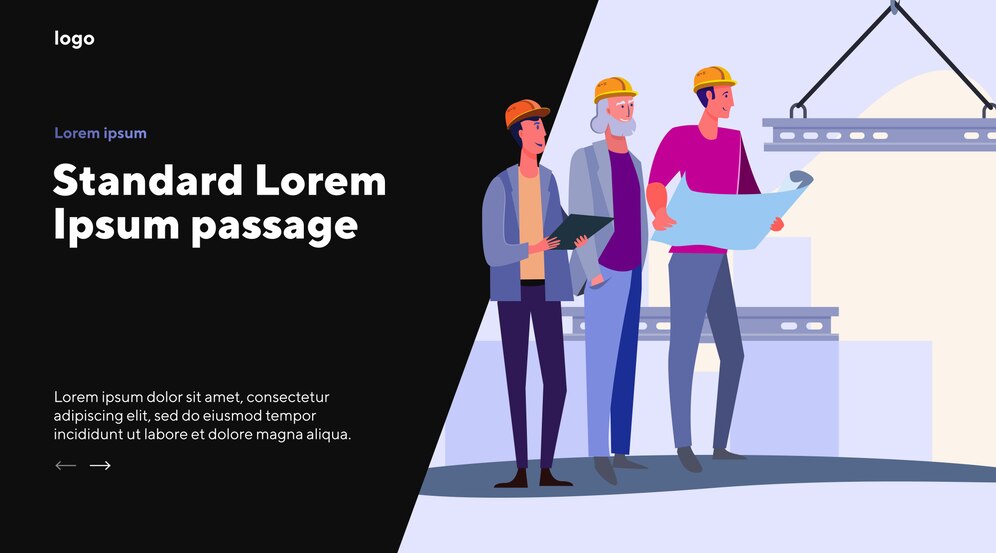 logo
Lorem ipsum
Standard Lorem
Ipsum passage
Lorem ipsum dolor sit amet, consectetur
adipiscing elit, sed do eiusmod tempor
incididunt ut labore et dolore magna aliqua.